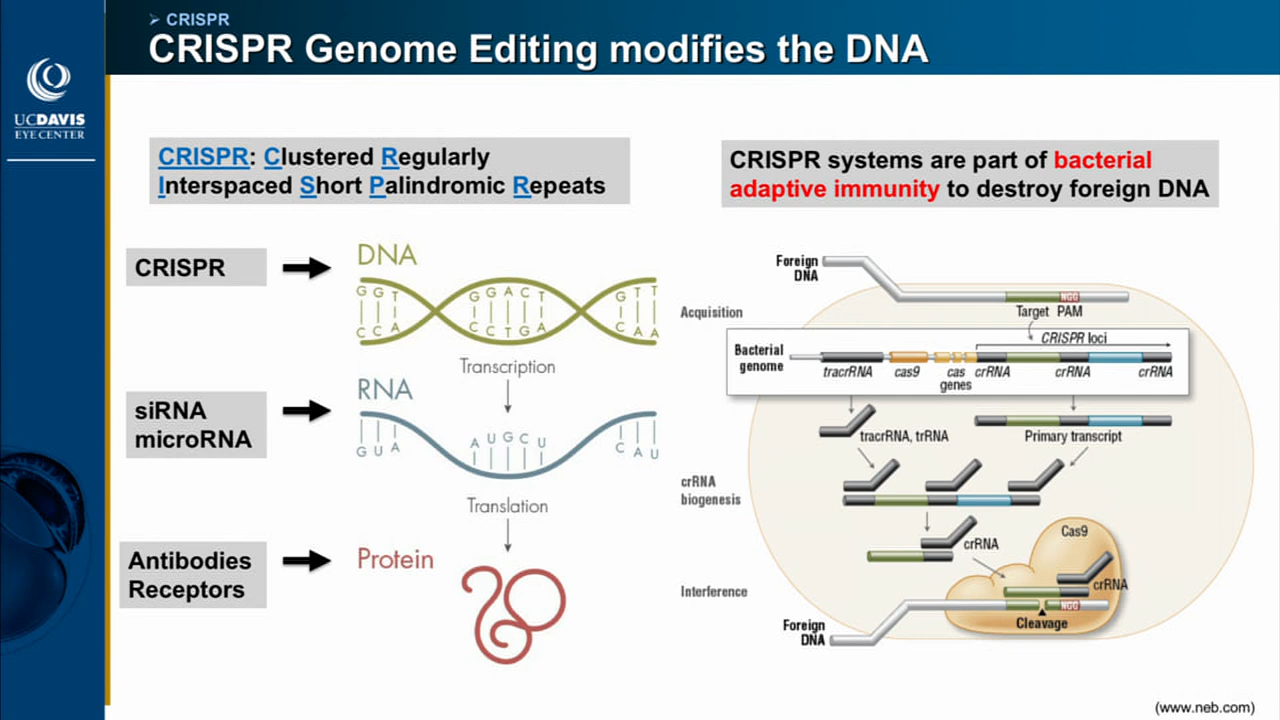 ➢ CRISPR
CRISPR Genome Editing modifies the DNA
UCDAVIS
EYE CENTER
CRISPR: Clustered Regularly
Interspaced Short Palindromic Repeats
CRISPR systems are part of bacterial
adaptive immunity to destroy foreign DNA
CRISPR
DNA
G G T G G A C T G T T
C C A C C T G A C A A
Transcription
siRNA
microRNA
RNA
G U A A U G C U C A U
Translation
Antibodies
Receptors
Protein
Foreign
DNA
NGG
Target PAM
Acquisition
CRISPR loci
Bacterial
genome
tracrRNA cas9 cas
genes crRNA crRNA crRNA
tracrRNA, trRNA
Primary transcript
crRNA
biogenesis
crRNA
Cas9
crRNA
Interference
NGG
Cleavage
Foreign
DNA
(www.neb.com)